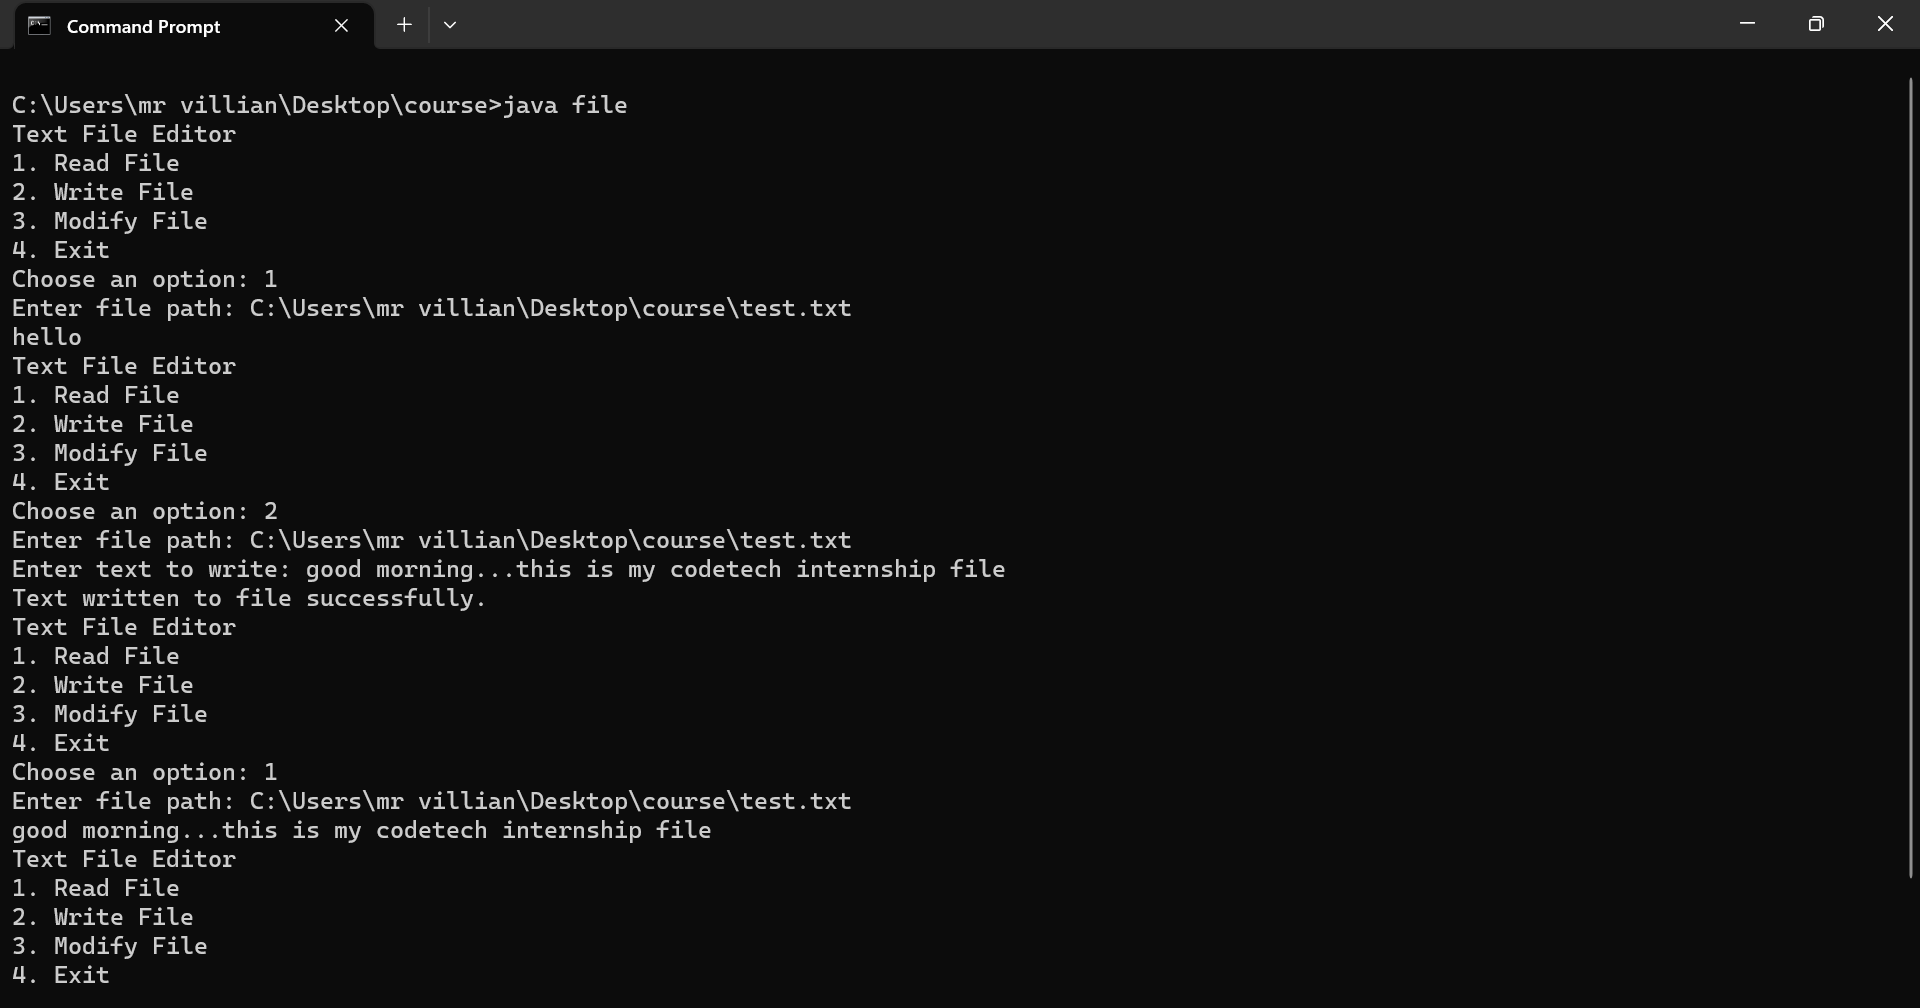 Command Prompt
C:\Users\mr villian\Desktop\course>java file
Text File Editor
1. Read File
2. Write File
3. Modify File
4. Exit
Choose an option: 1
Enter file path: C:\Users\mr villian\Desktop\course\test.txt
hello
Text File Editor
1. Read File
2. Write File
3. Modify File
4. Exit
Choose an option: 2
Enter file path: C:\Users\mr villian\Desktop\course\test.txt
Enter text to write: good morning...this is my codetech internship file
Text written to file successfully.
Text File Editor
1. Read File
2. Write File
3. Modify File
4. Exit
Choose an option: 1
Enter file path: C:\Users\mr villian\Desktop\course\test.txt
good morning...this is my codetech internship file
Text File Editor
1. Read File
2. Write File
3. Modify File
4. Exit